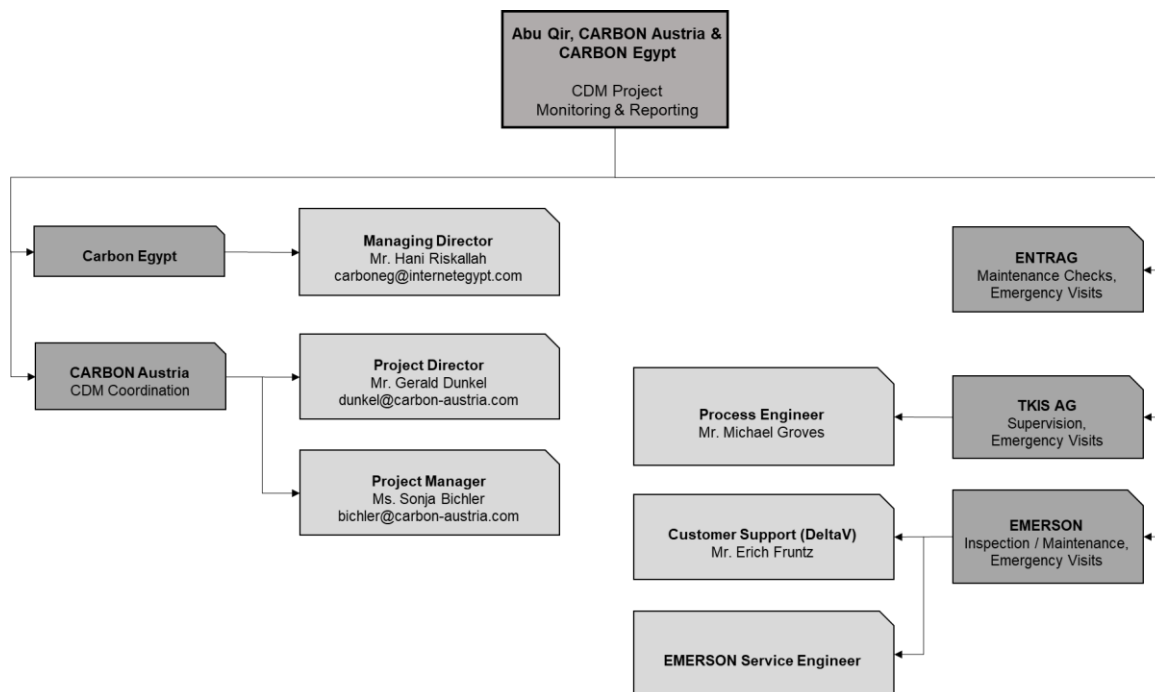 Abu Qir, CARBON Austria &
CARBON Egypt
CDM Project
Monitoring & Reporting
Carbon Egypt
Managing Director
Mr. Hani Riskallah
carboneg@internetegypt.com
CARBON Austria
CDM Coordination
Project Director
Mr. Gerald Dunkel
dunkel@carbon-austria.com
Project Manager
Ms. Sonja Bichler
bichler@carbon-austria.com
ENTRAG
Maintenance Checks,
Emergency Visits
Process Engineer
Mr. Michael Groves
TKIS AG
Supervision,
Emergency Visits
Customer Support (DeltaV)
Mr. Erich Fruntz
EMERSON
Inspection / Maintenance,
Emergency Visits
EMERSON Service Engineer